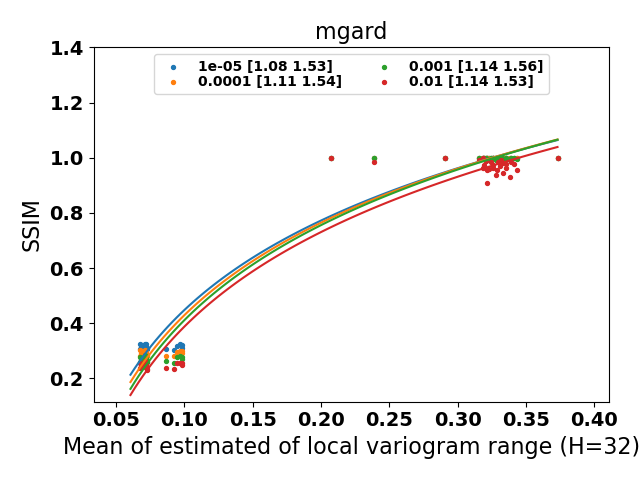 mgard
1e-05 [1.08 1.53]
0.0001 [1.11 1.54]
0.001 [1.14 1.56]
0.01 [1.14 1.53]
SSIM
1.4
1.2
1.0
0.8
0.6
0.4
0.2
0.05 0.10 0.15 0.20 0.25 0.30 0.35 0.40
Mean of estimated of local variogram range (H=32)